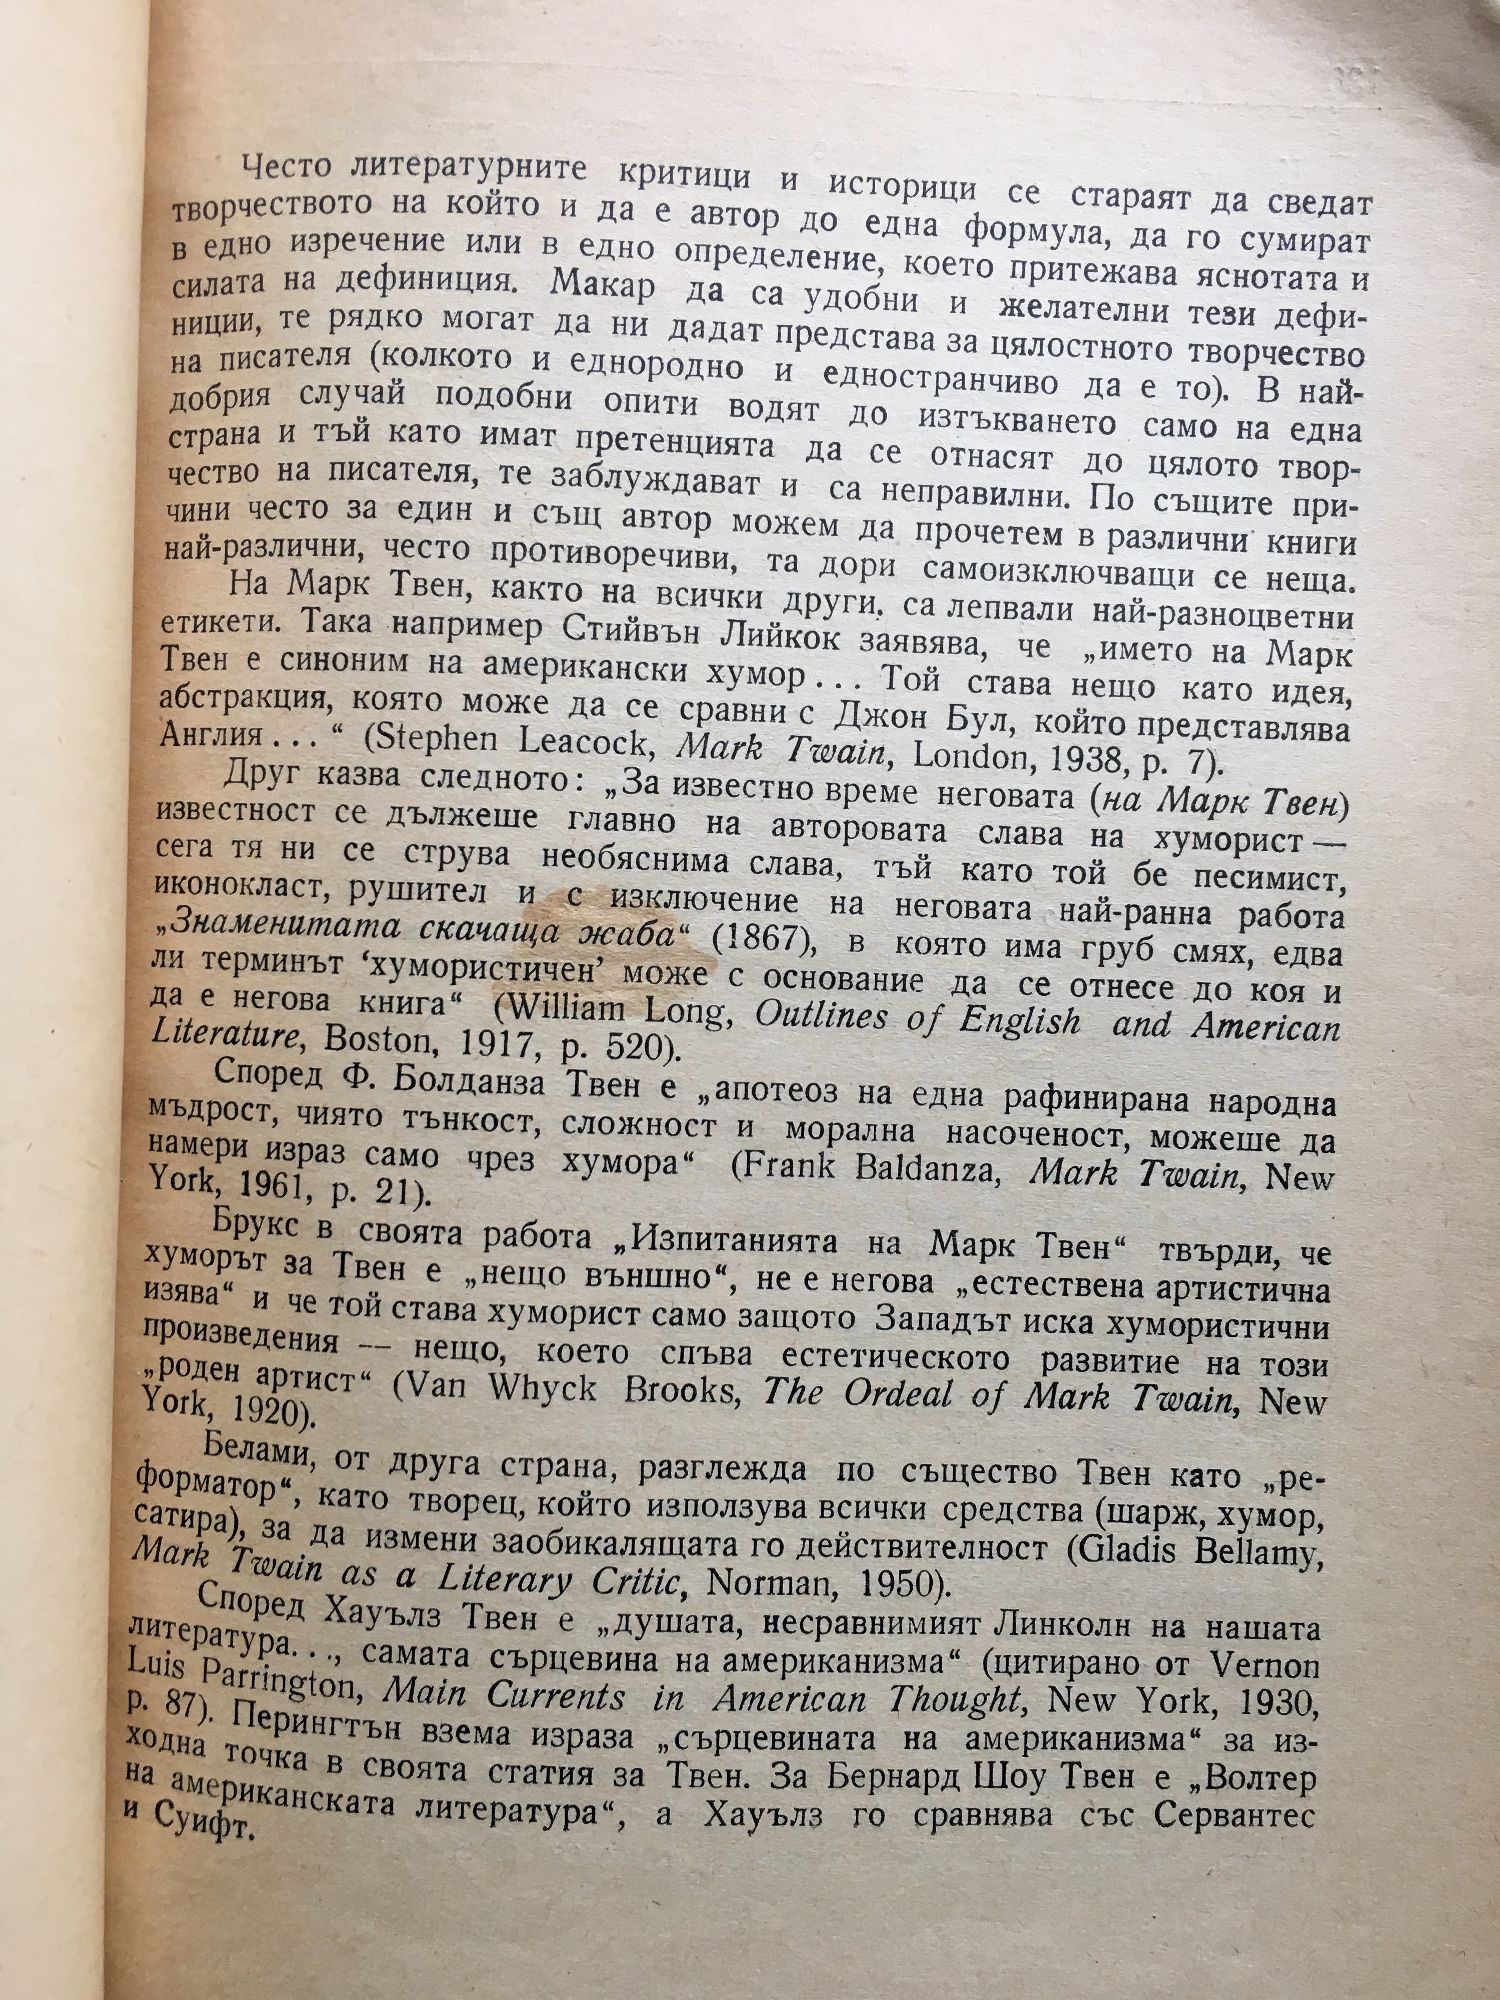 Често литературните критици и историци се стараят да сведат
творчеството на който и да е автор до една формула, да го сумират
в едно изречение или в едно определение, което притежава яснотата и
силата на дефиниция. Макар да са удобни и желателни тези дефи-
ниции, те рядко могат да ни дадат представа за цялостното творчество
на писателя (колкото и еднородно и едностранчиво да е то). В най-
добрия случай подобни опити водят до изтъкването само на една
страна и тъй като имат претенцията да се отнасят до цялото твор-
чество на писателя, те заблуждават и са неправилни. По същите при-
чини често за един и същ автор можем да прочетем в различни книги
най-различни, често противоречиви, та дори самоизключващи се неща.
На Марк Твен, както на всички други, са лепвали най-разноцветни
етикети. Така например Стийвън Лийкок заявява, че „името на Марк
Твен е синоним на американски хумор... Той става нещо като идея,
абстракция, която може да се сравни с Джон Бул, който представлява
Англия...“ (Stephen Leacock, Mark Twain, London, 1938, p. 7).
Друг казва следното: „За известно време неговата (на Марк Твен)
известност се дължеше главно на авторовата слава на хуморист —
сега тя ни се струва необяснима слава, тъй като той бе песимист,
иконокласт, рушител и с изключение на неговата най-ранна работа
„Знаменитата скачаща жаба“ (1867), в която има груб смях, едва
ли терминът ‘хумористичен’ може с основание да се отнесе до коя и
да е негова книга“ (William Long, Outlines of English and American
Literature, Boston, 1917, p. 520).
Според Ф. Болданза Твен е „апотеоз на една рафинирана народна
мъдрост, чиято тънкост, сложност и морална насоченост, можеше да
намери израз само чрез хумора“ (Frank Baldanza, Mark Twain, New
York, 1961, p. 21).
Брукс в своята работа „Изпитанията на Марк Твен“ твърди, че
хуморът за Твен е „нещо външно“, не е негова „естествена артистична
изява“ и че той става хуморист само защото Западът иска хумористични
произведения — нещо, което спъва естетическото развитие на този
„роден артист“ (Van Whyck Brooks, The Ordeal of Mark Twain, New
York, 1920).
Белами, от друга страна, разглежда по същество Твен като „ре-
форматор“, като творец, който използува всички средства (шарж, хумор,
сатира), за да измени заобикалящата го действителност (Gladis Bellamy,
Mark Twain as a Literary Critic, Norman, 1950).
Според Хауълз Твен е „душата, несравнимият Линколн на нашата
литература..., самата сърцевина на американизма“ (цитирано от Vernon
Luis Parrington, Main Currents in American Thought, New York, 1930,
p. 87). Перингтън взема израза „сърцевината на американизма“ за из-
ходна точка в своята статия за Твен. За Бернард Шоу Твен е „Волтер
на американската литература“, а Хауълз го сравнява със Сервантес
и Суифт.